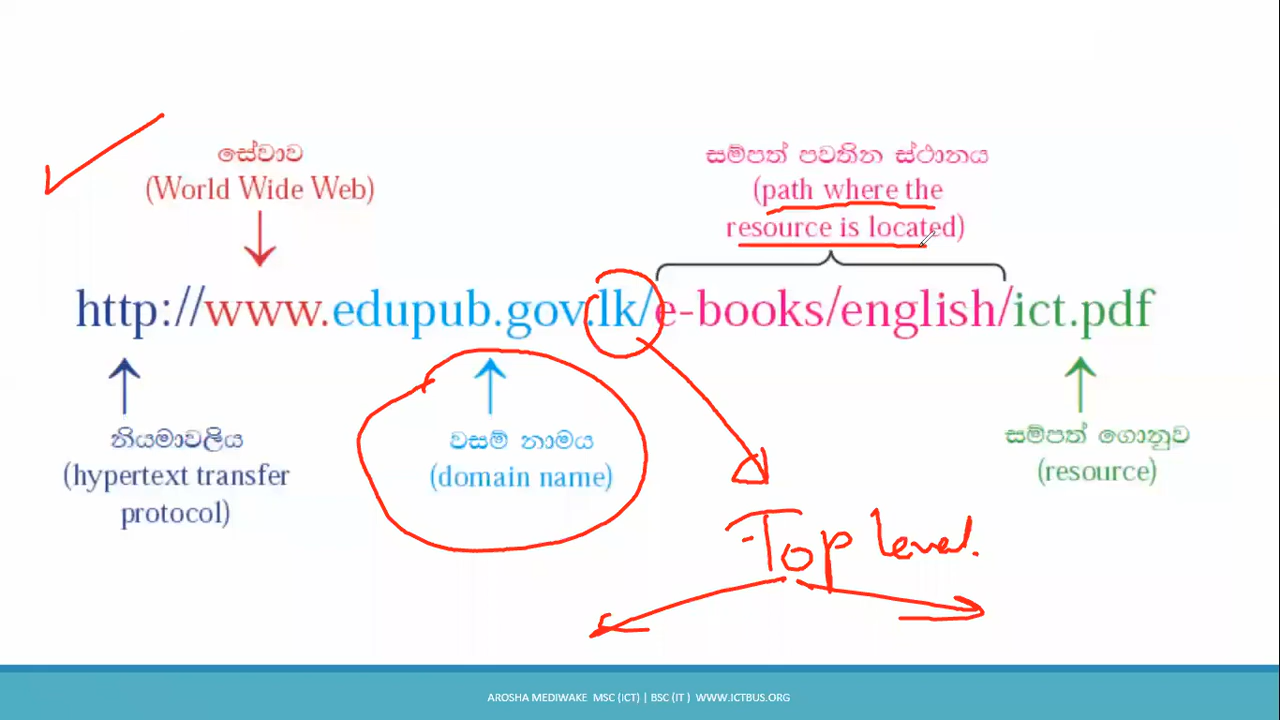 සේවාව
(World Wide Web)
සම්පත් පවතින ස්ථානය
(path where the
resource is located)
http://www.edupub.gov.lk/e-books/english/ict.pdf
නියමාවලිය
(hypertext transfer
protocol)
වසම් නාමය
(domain name)
සම්පත් ගොනුව
(resource)
Top level.
AROSHA MEDIWAKE MSC (ICT) | BSC (IT ) WWW.ICTBUS.ORG